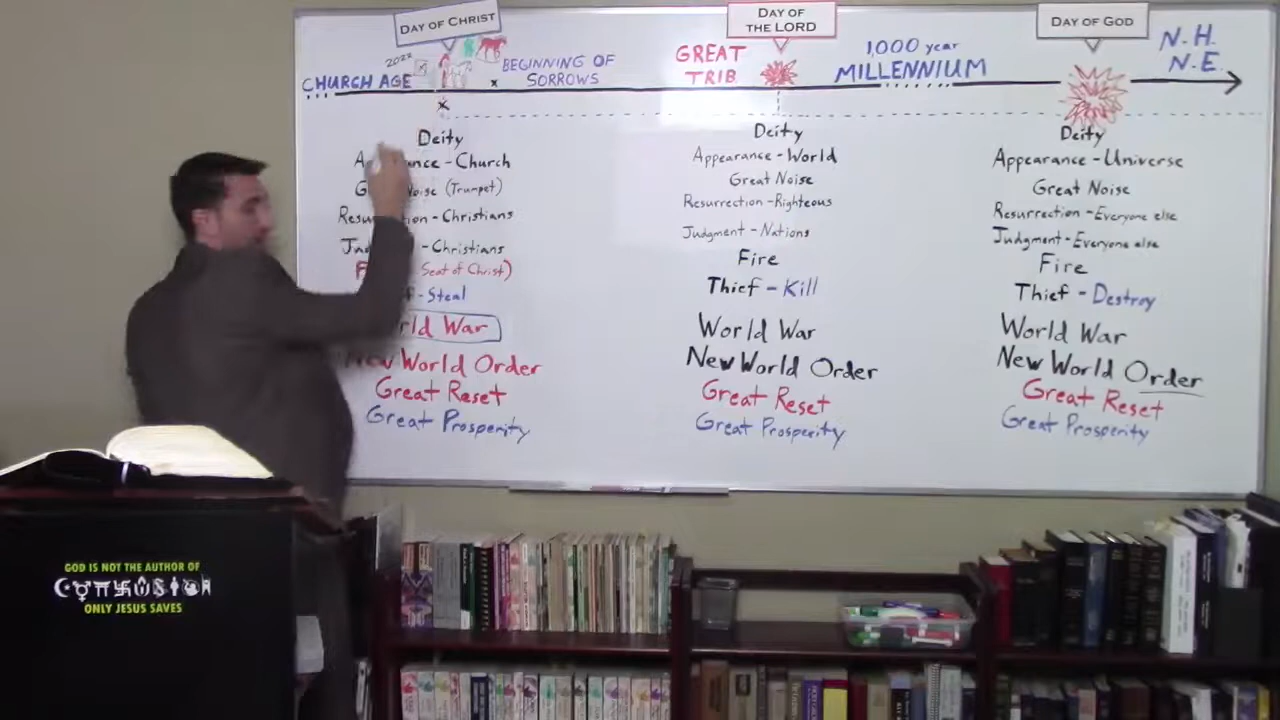 DAY OF CHRIST
DAY OF
THE LORD
DAY OF GOD
2022
CHURCH AGE
BEGINNING OF
SORROWS
GREAT
TRIB
1,000 year
MILLENNIUM
N.H.
N.E.
Deity
Church
(Trumpet)
Christians
Christians
Seat of Christ)
Steal
War
New World Order
Great Reset
Great Prosperity
Deity
Appearance - World
Great Noise
Resurrection - Righteous
Judgment - Nations
Fire
Thief - Kill
World War
New World Order
Great Reset
Great Prosperity
Deity
Appearance - Universe
Great Noise
Resurrection - Everyone else
Judgment - Everyone else
Fire
Thief - Destroy
World War
New World Order
Great Reset
Great Prosperity
GOD IS NOT THE AUTHOR OF
ONLY JESUS SAVES